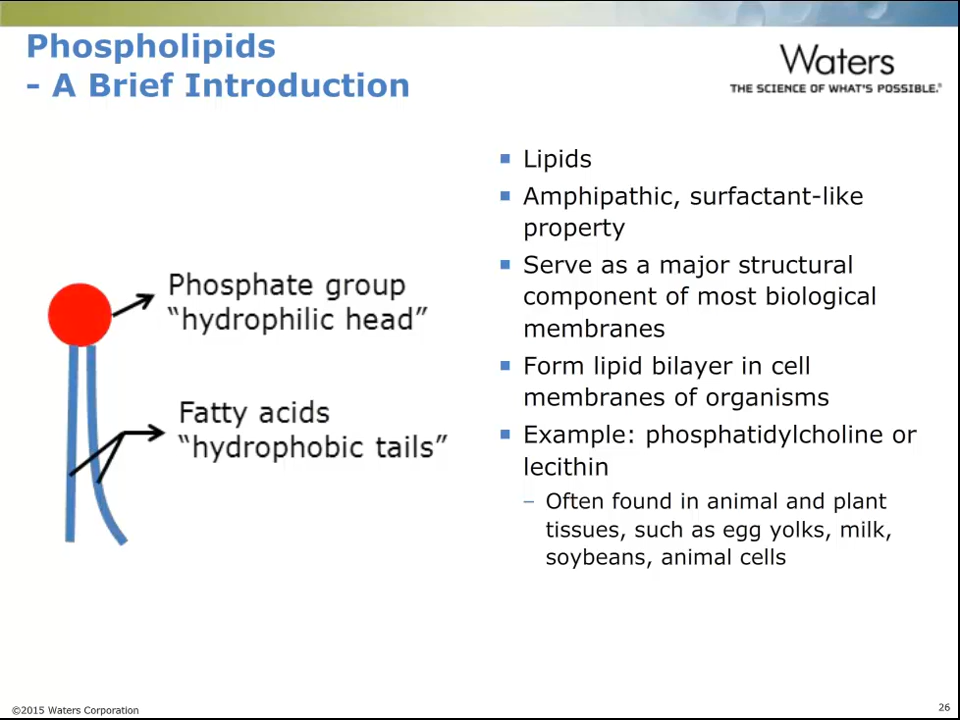 Phospholipids
- A Brief Introduction
Waters
THE SCIENCE OF WHAT'S POSSIBLE.®
Phosphate group
“hydrophilic head”
Fatty acids
“hydrophobic tails”
■ Lipids
■ Amphipathic, surfactant-like
property
■ Serve as a major structural
component of most biological
membranes
■ Form lipid bilayer in cell
membranes of organisms
■ Example: phosphatidylcholine or
lecithin
– Often found in animal and plant
tissues, such as egg yolks, milk,
soybeans, animal cells
©2015 Waters Corporation
26